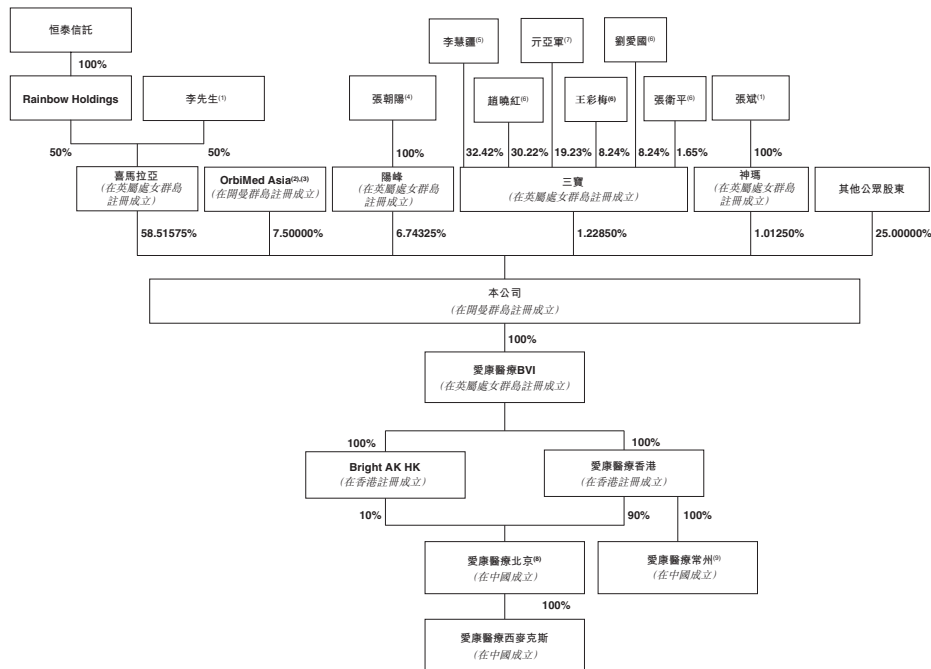 恒泰信託
李慧疆(5)
亓亞軍(7)
劉愛國(6)
100%
Rainbow Holdings
李先生(1)
張朝陽(4)
趙曉紅(6)
王彩梅(6)
張衛平(6)
張斌(1)
50%
50%
100%
32.42%
30.22%
19.23%
8.24%
8.24%
1.65%
100%
喜馬拉亞
(在英屬處女群島
註冊成立)
OrbiMed Asia(2),(3)
(在開曼群島註冊成立)
陽峰
(在英屬處女群島
註冊成立)
三寶
(在英屬處女群島註冊成立)
神瑪
(在英屬處女群島
註冊成立)
其他公眾股東
58.51575%
7.50000%
6.74325%
1.22850%
1.01250%
25.00000%
本公司
(在開曼群島註冊成立)
100%
愛康醫療BVI
(在英屬處女群島註冊成立)
100%
100%
Bright AK HK
(在香港註冊成立)
愛康醫療香港
(在香港註冊成立)
10%
90%
100%
愛康醫療北京(8)
(在中國成立)
愛康醫療常州(9)
(在中國成立)
100%
愛康醫療西麥克斯
(在中國成立)